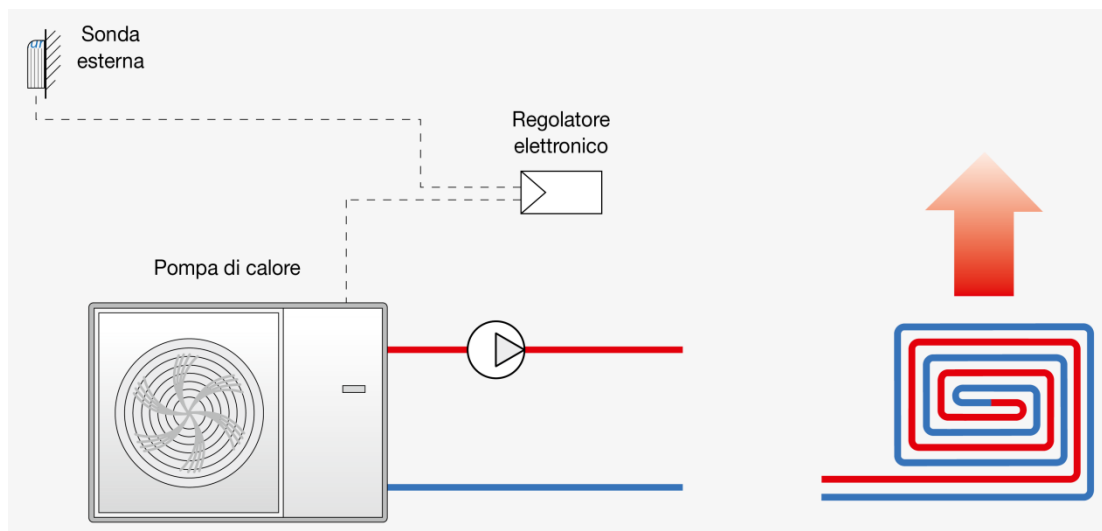 Sonda
esterna
Regolatore
elettronico
Pompa di calore